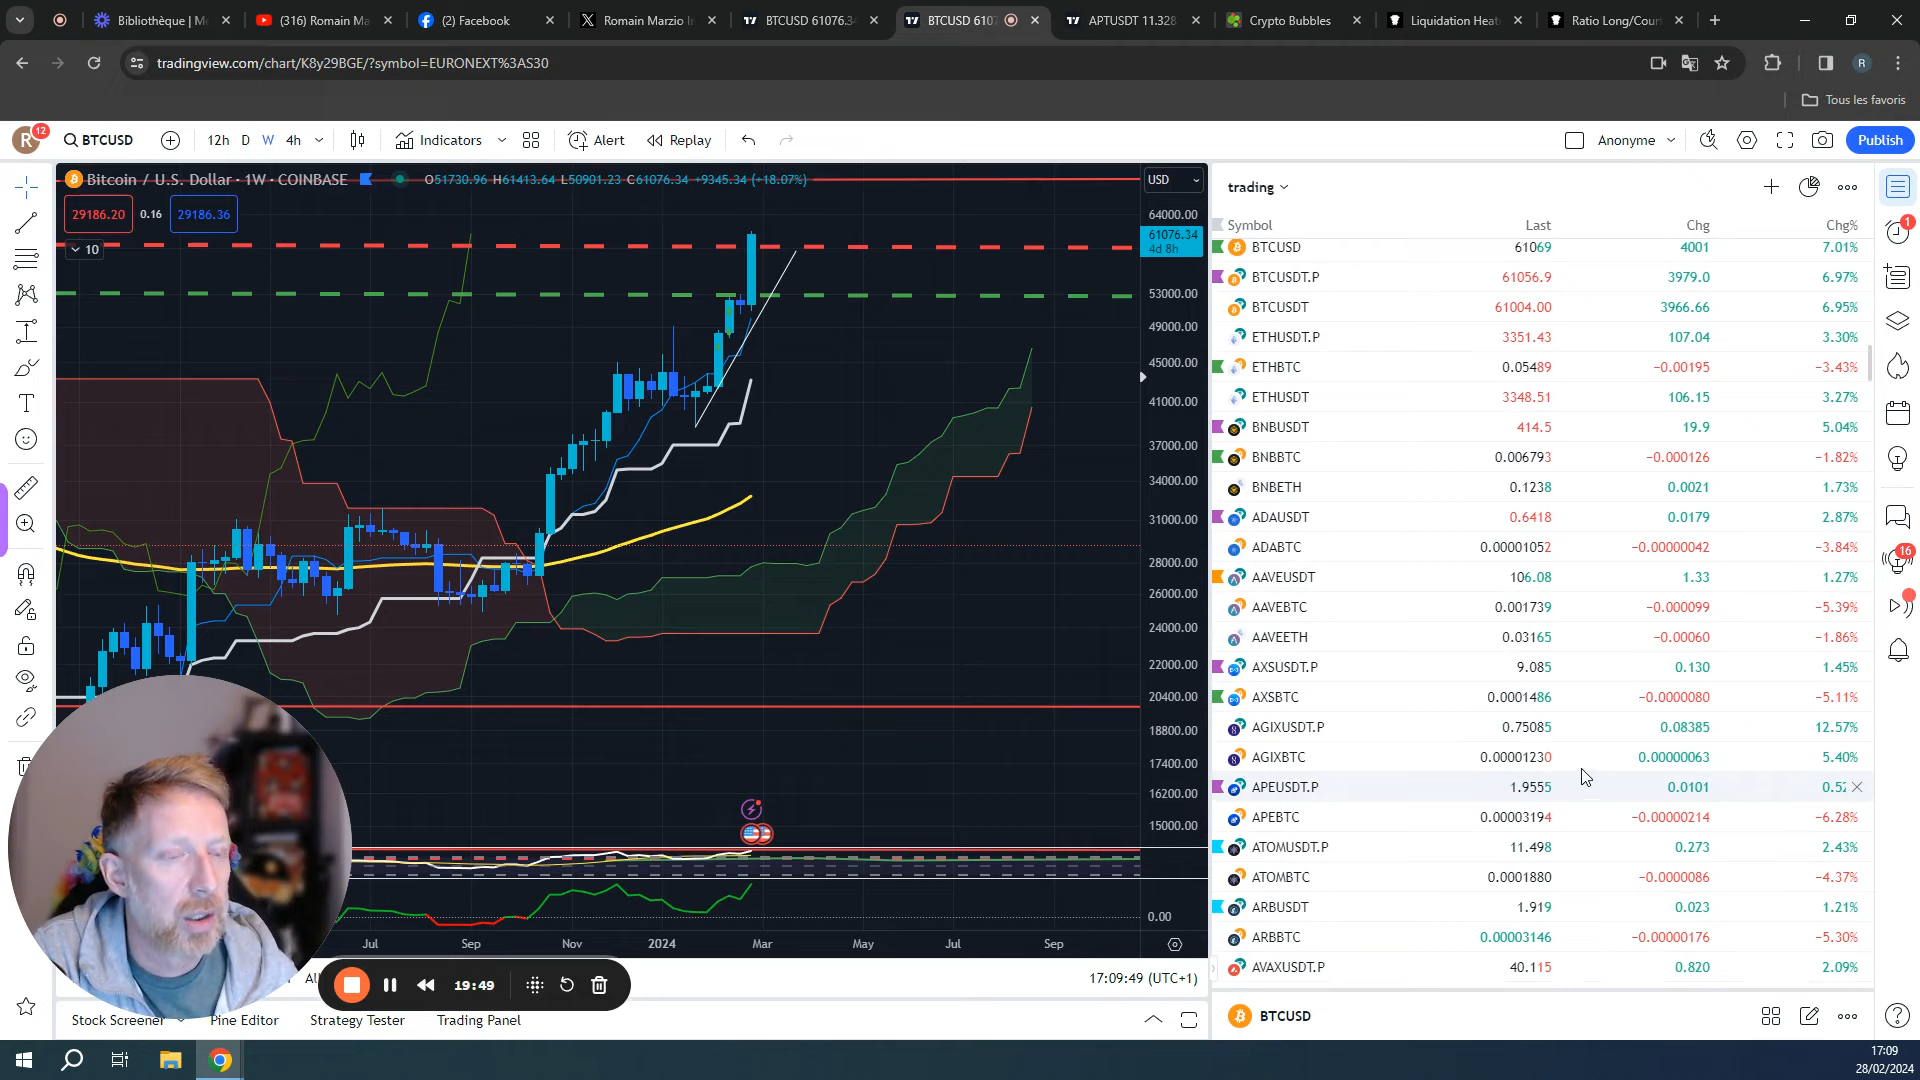 Bibliothèque | M
(316) Romain Ma
(2) Facebook
Romain Marzio
BTCUSD 61076.3
BTCUSD 610
APTUSDT 11.328
Crypto Bubbles
Liquidation Heat
Ratio Long/Cour
tradingview.com/chart/K8y29BGE/?symbol=EURONEXT%3AS30
R
Tous les favoris
R 12
BTCUSD
12h D W 4h
Indicators
Alert
Replay
Anonyme
Publish
Bitcoin / U.S. Dollar · 1W · COINBASE
O51730.96 H61413.64 L50901.23 C61076.34 +9345.34 (+18.07%)
USD
29186.20 0.16 29186.36
10
64000.00
61076.34
4d 8h
53000.00
49000.00
45000.00
41000.00
37000.00
34000.00
31000.00
28000.00
26000.00
24000.00
22000.00
20400.00
18800.00
17400.00
16200.00
15000.00
0.00
Jul Sep Nov 2024 Mar May Jul Sep
19:49
17:09:49 (UTC+1)
Stock Screener Pine Editor Strategy Tester Trading Panel
trading
Symbol Last Chg Chg%
BTCUSD 61069 4001 7.01%
BTCUSDT.P 61056.9 3979.0 6.97%
BTCUSDT 61004.00 3966.66 6.95%
ETHUSDT.P 3351.43 107.04 3.30%
ETHBTC 0.05489 −0.00195 −3.43%
ETHUSDT 3348.51 106.15 3.27%
BNBUSDT 414.5 19.9 5.04%
BNBBTC 0.006793 −0.000126 −1.82%
BNBETH 0.1238 0.0021 1.73%
ADAUSDT 0.6418 0.0179 2.87%
ADABTC 0.00001052 −0.00000042 −3.84%
AAVEUSDT 106.08 1.33 1.27%
AAVEBTC 0.001739 −0.000099 −5.39%
AAVEETH 0.03165 −0.00060 −1.86%
AXSUSDT.P 9.085 0.130 1.45%
AXSBTC 0.0001486 −0.0000080 −5.11%
AGIXUSDT.P 0.75085 0.08385 12.57%
AGIXBTC 0.00001230 0.00000063 5.40%
APEUSDT.P 1.9555 0.0101 0.52
APEBTC 0.00003194 −0.00000214 −6.28%
ATOMUSDT.P 11.498 0.273 2.43%
ATOMBTC 0.0001880 −0.0000086 −4.37%
ARBUSDT 1.919 0.023 1.21%
ARBBTC 0.00003146 −0.00000176 −5.30%
AVAXUSDT.P 40.115 0.820 2.09%
BTCUSD
1
16
17:09
28/02/2024